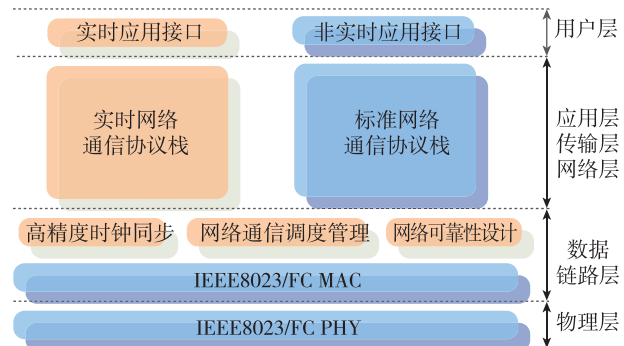 实时应用接口
非实时应用接口
用户层
实时网络
通信协议栈
标准网络
通信协议栈
应用层
传输层
网络层
高精度时钟同步
网络通信调度管理
网络可靠性设计
数据
链路层
IEEE8023/FC MAC
IEEE8023/FC PHY
物理层